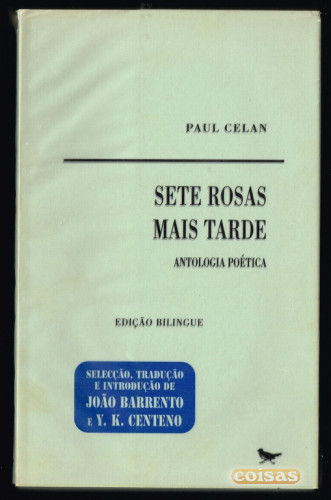 PAUL CELAN
SETE ROSAS
MAIS TARDE
ANTOLOGIA POÉTICA
EDIÇÃO BILINGUE
SELECÇÃO, TRADUÇÃO
E INTRODUÇÃO DE
JOÃO BARRENTO
E Y. K. CENTENO
coisas